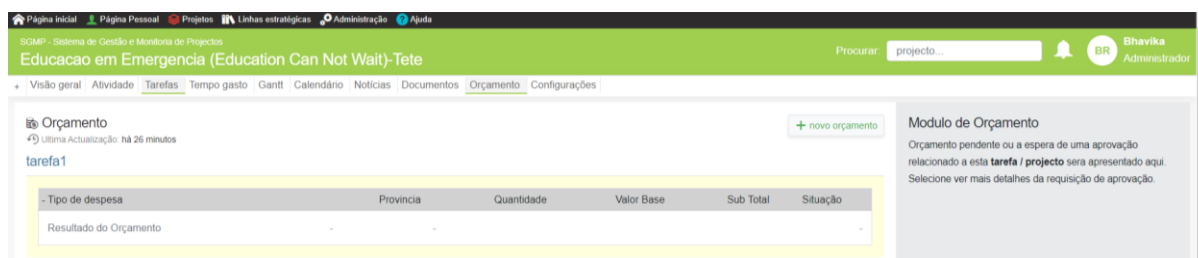 Página inicial Página Pessoal Projetos Linhas estratégicas Administração Ajuda
SGMP - Sistema de Gestão e Monitoria de Projectos
Educacao em Emergencia (Education Can Not Wait)-Tete
Procurar: projecto... BR Bhavika
Administrador
+ Visão geral Atividade Tarefas Tempo gasto Gantt Calendário Notícias Documentos Orçamento Configurações
Orçamento
Ultima Actualização: há 26 minutos
+ novo orçamento
tarefa1
- Tipo de despesa Provincia Quantidade Valor Base Sub Total Situação
Resultado do Orçamento - - -
Modulo de Orçamento
Orçamento pendente ou a espera de uma aprovação
relacionado a esta tarefa / projecto sera apresentado aqui.
Selecione ver mais detalhes da requisição de aprovação.